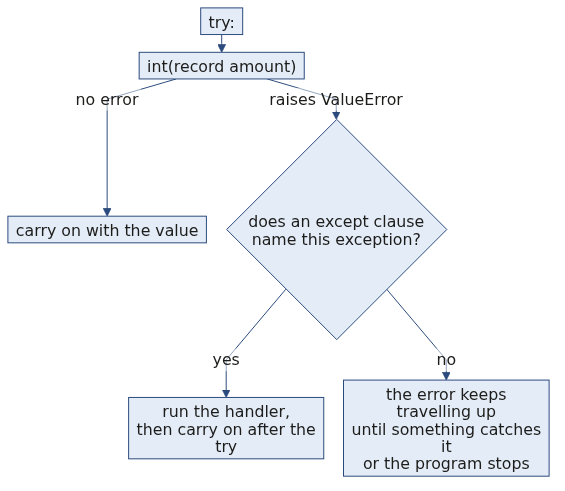 try:
int(record amount)
no error
raises ValueError
carry on with the value
does an except clause
name this exception?
yes
no
run the handler,
then carry on after the
try
the error keeps
travelling up
until something catches
it
or the program stops